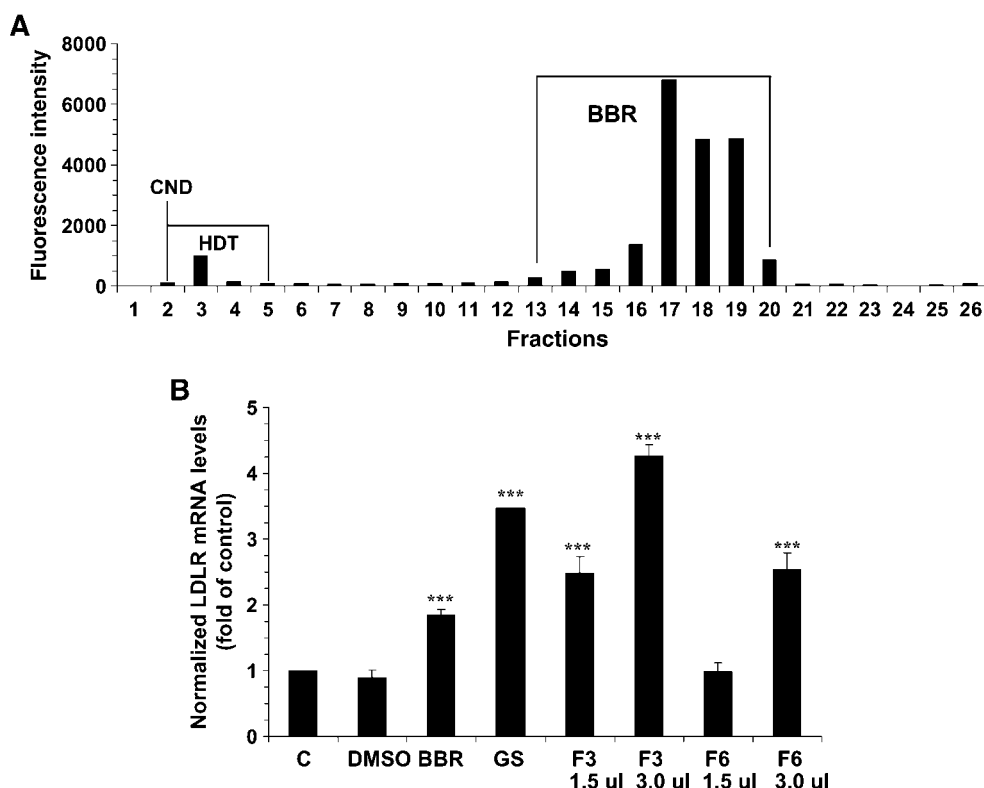 A
Fluorescence intensity
8000
6000
4000
2000
0
CND
HDT
BBR
1 2 3 4 5 6 7 8 9 10 11 12 13 14 15 16 17 18 19 20 21 22 23 24 25 26
Fractions
B
Normalized LDLR mRNA levels
(fold of control)
5
4
3
2
1
0
***
***
***
***
***
C DMSO BBR GS F3 F3 F6 F6
1.5 ul 3.0 ul 1.5 ul 3.0 ul